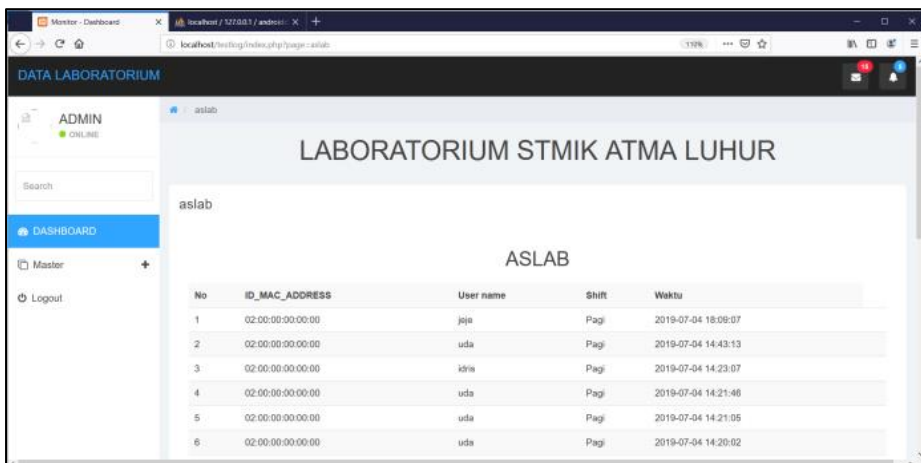 Monitor - Dashboard
localhost / 127.0.0.1 / android
localhost/testlog/index.php?page=aslab
110%
DATA LABORATORIUM
ADMIN
ONLINE
aslab
LABORATORIUM STMIK ATMA LUHUR
Search
aslab
DASHBOARD
Master
Logout
ASLAB
No ID_MAC_ADDRESS User name Shift Waktu
1 02:00:00:00:00:00 jeje Pagi 2019-07-04 18:09:07
2 02:00:00:00:00:00 uda Pagi 2019-07-04 14:43:13
3 02:00:00:00:00:00 idris Pagi 2019-07-04 14:23:07
4 02:00:00:00:00:00 uda Pagi 2019-07-04 14:21:46
5 02:00:00:00:00:00 uda Pagi 2019-07-04 14:21:05
6 02:00:00:00:00:00 uda Pagi 2019-07-04 14:20:02